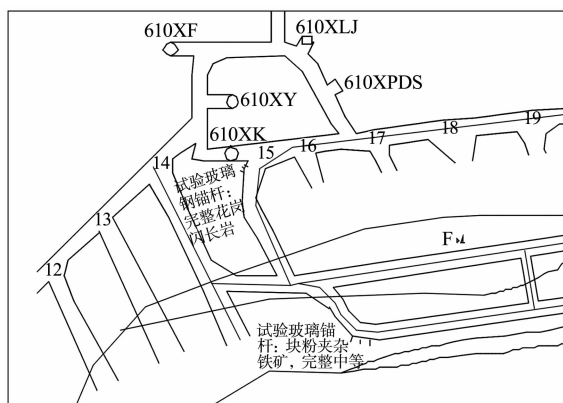 610XF
610XLJ
610XPDS
610XY
610XK
12
13
14
15
16
17
18
19
试验玻璃
钢锚杆：
完整花岗
闪长岩
F
试验玻璃锚
杆：块粉夹杂
铁矿，完整中等